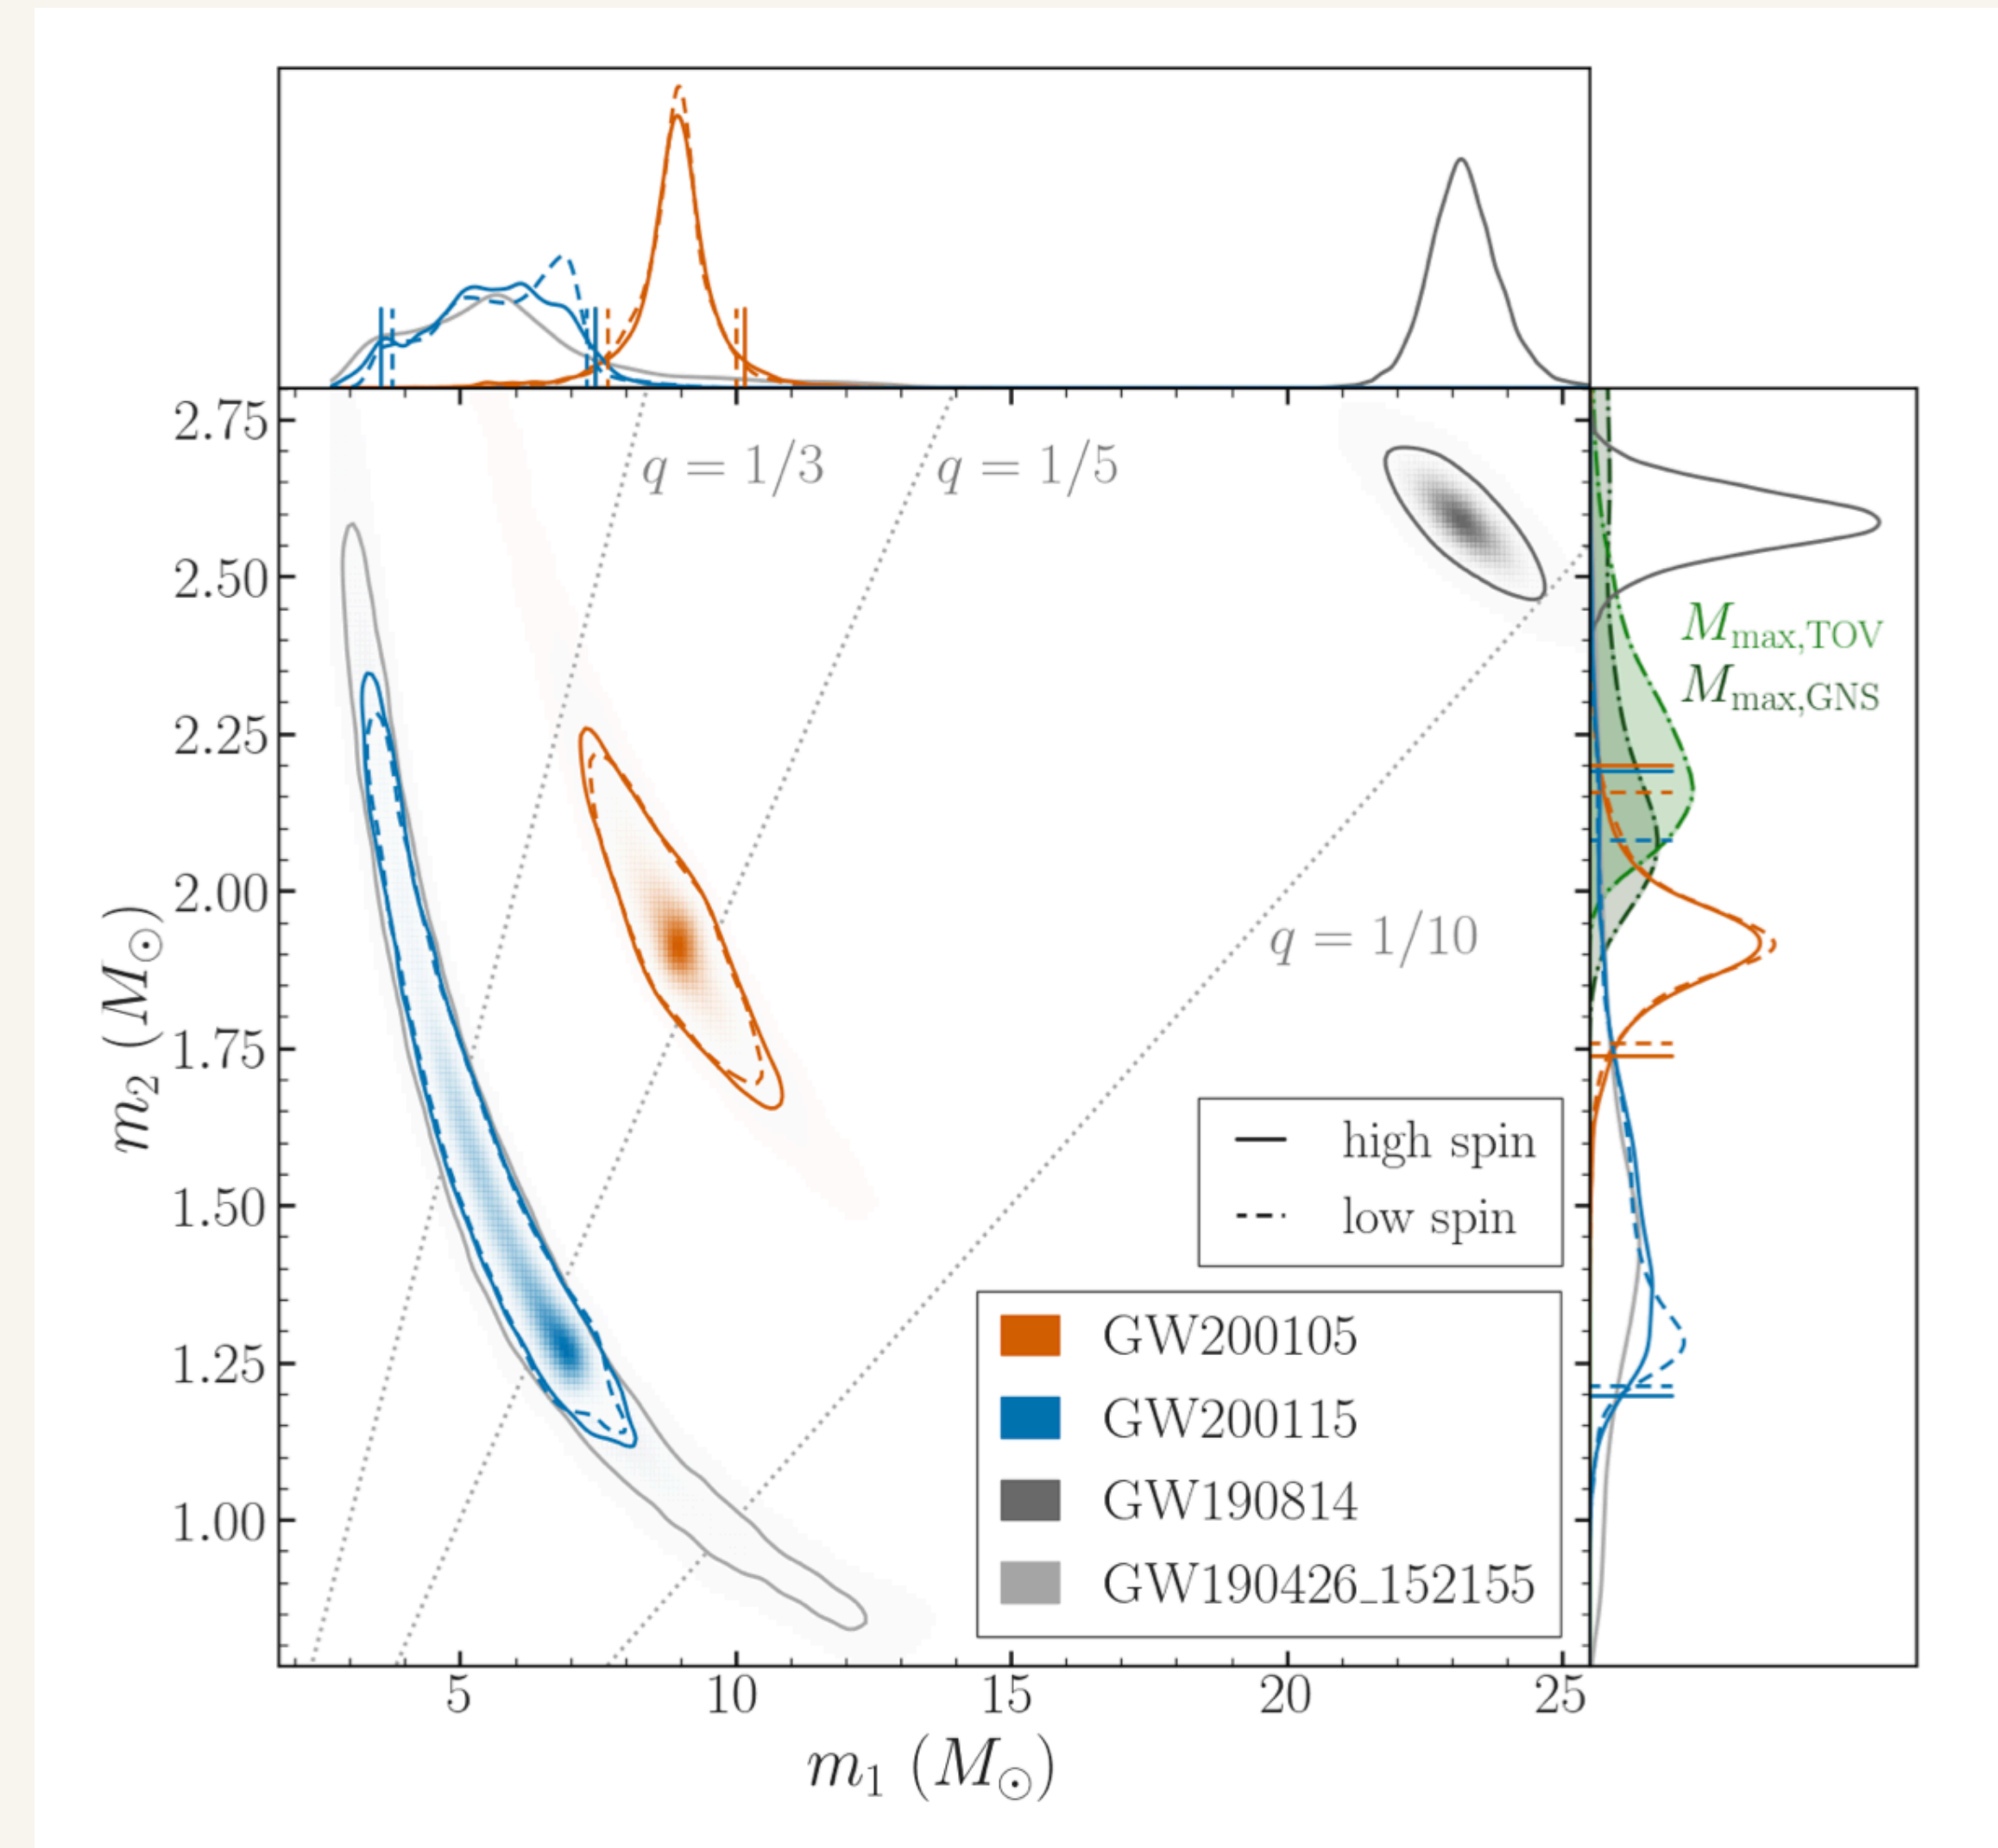 2.75
2.50
2.25
2.00
1.75
1.50
1.25
1.00
m₂ (M⊙)
q = 1/3
q = 1/5
q = 1/10
M_max,TOV
M_max,GNS
high spin
low spin
GW200105
GW200115
GW190814
GW190426_152155
5 10 15 20 25
m₁ (M⊙)